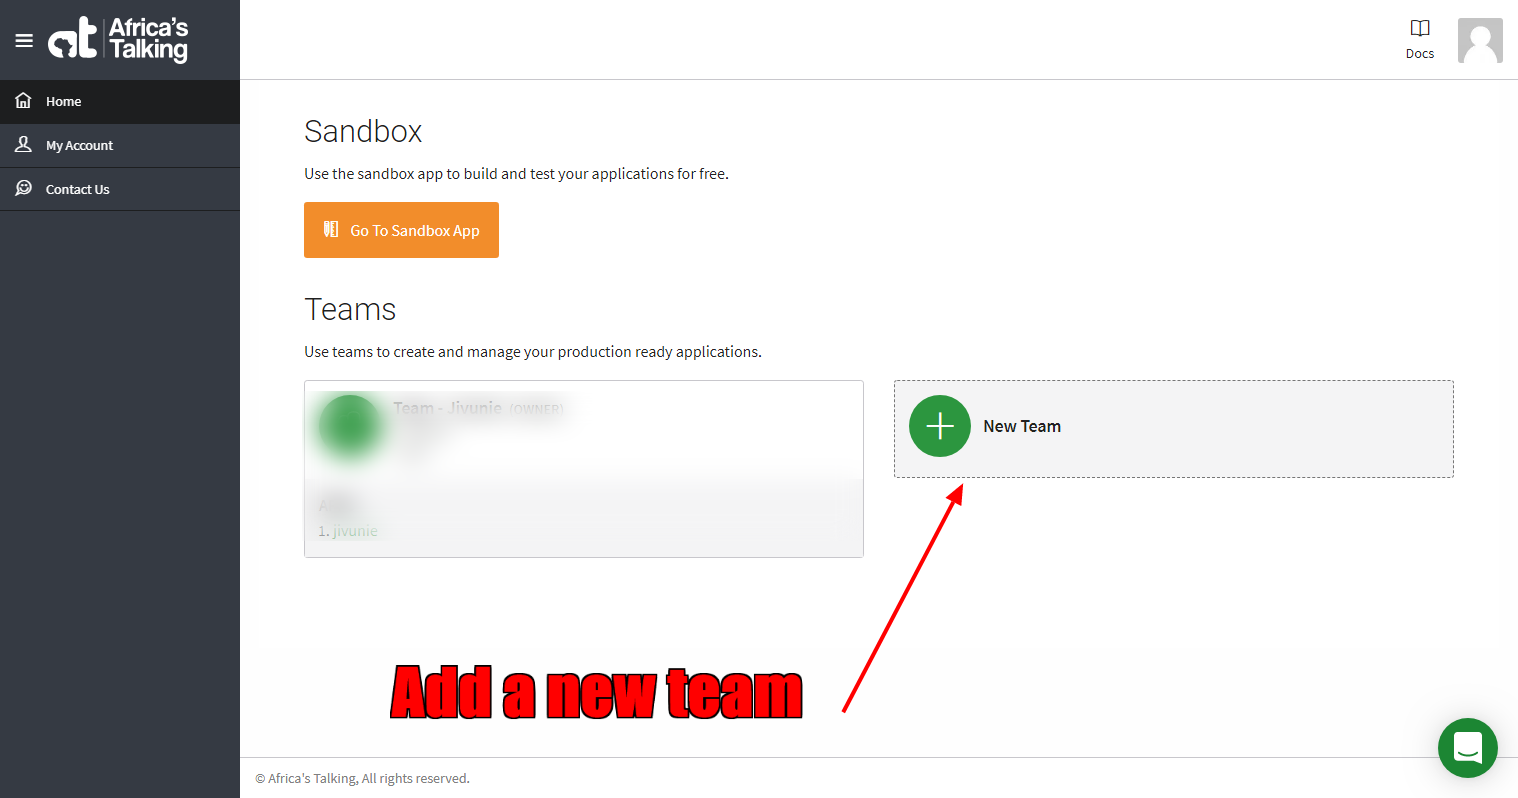 Africa's
Talking
Docs
Home
My Account
Contact Us
Sandbox
Use the sandbox app to build and test your applications for free.
Go To Sandbox App
Teams
Use teams to create and manage your production ready applications.
Team - Jivunie (OWNER)
New Team
1. jivunie
Add a new team
© Africa's Talking, All rights reserved.